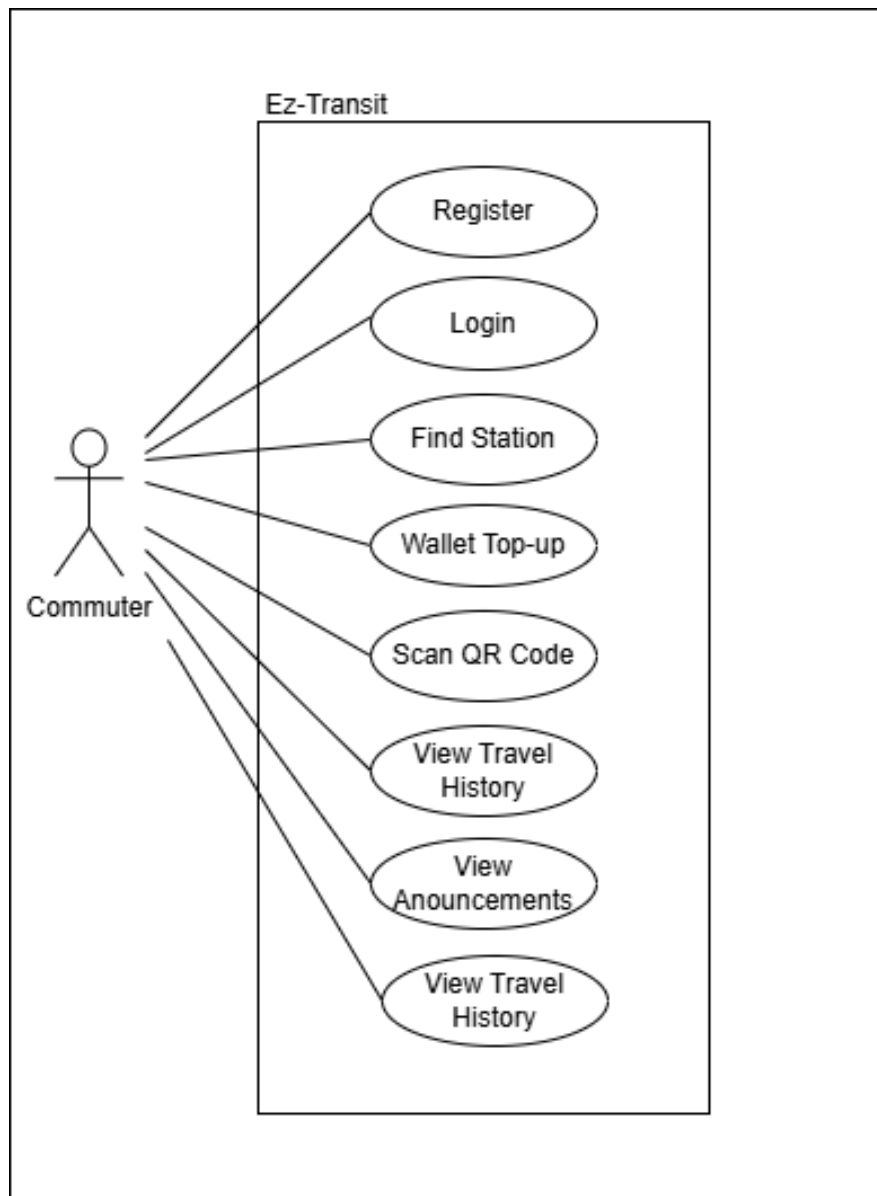 Ez-Transit
Register
Login
Find Station
Wallet Top-up
Commuter
Scan QR Code
View Travel
History
View
Anouncements
View Travel
History